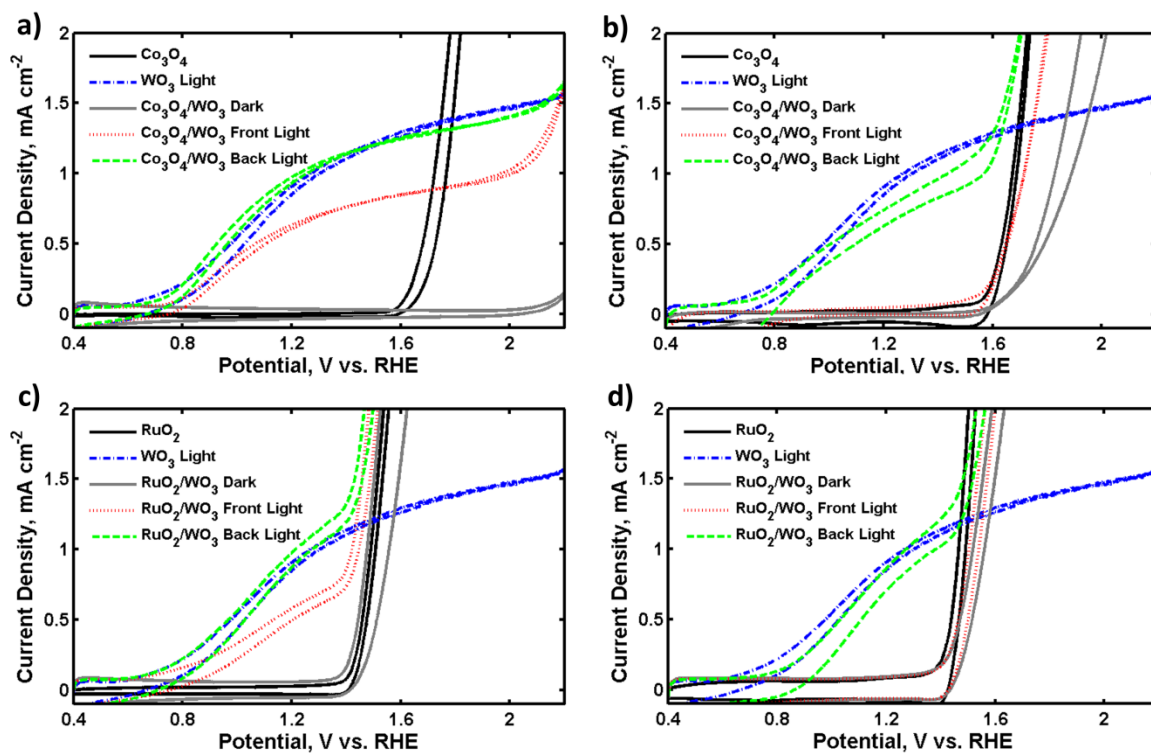 a)
2
1.5
1
0.5
0
Current Density, mA cm⁻²
Co₃O₄
WO₃ Light
Co₃O₄/WO₃ Dark
Co₃O₄/WO₃ Front Light
Co₃O₄/WO₃ Back Light
0.4 0.8 1.2 1.6 2
Potential, V vs. RHE
b)
2
1.5
1
0.5
0
Current Density, mA cm⁻²
Co₃O₄
WO₃ Light
Co₃O₄/WO₃ Dark
Co₃O₄/WO₃ Front Light
Co₃O₄/WO₃ Back Light
0.4 0.8 1.2 1.6 2
Potential, V vs. RHE
c)
2
1.5
1
0.5
0
Current Density, mA cm⁻²
RuO₂
WO₃ Light
RuO₂/WO₃ Dark
RuO₂/WO₃ Front Light
RuO₂/WO₃ Back Light
0.4 0.8 1.2 1.6 2
Potential, V vs. RHE
d)
2
1.5
1
0.5
0
Current Density, mA cm⁻²
RuO₂
WO₃ Light
RuO₂/WO₃ Dark
RuO₂/WO₃ Front Light
RuO₂/WO₃ Back Light
0.4 0.8 1.2 1.6 2
Potential, V vs. RHE